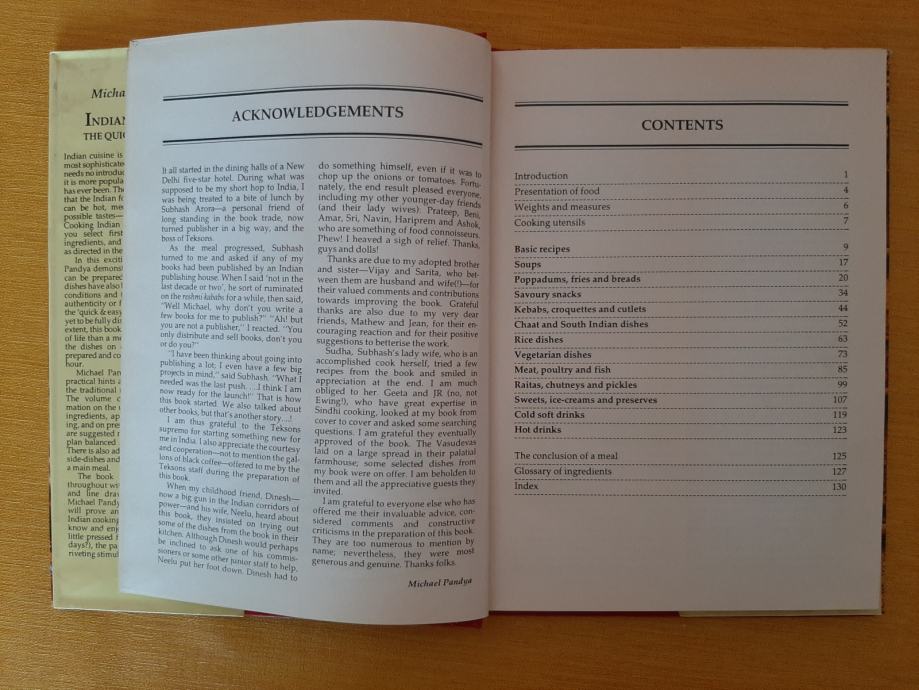 Micha
INDIAN
THE QUIC
Indian cuisine is
most sophisticate
needs no introduc
it is more popula
has ever been. The
that the Indian fo
can be hot, me
possible tastes—
Cooking Indian
you select first
ingredients, and
as directed in the
In this exciti
Pandya demonst
can be prepared
dishes have also b
conditions and t
authenticity or f
the 'quick & easy
yet to be fully di
extent, this book
of life than a me
the dishes on
prepared and co
hour.
Michael Pan
practical hints a
the traditional
The volume c
mation on the u
ingredients, ap
ing, and on pres
are suggested
plan balanced
There is also ad
side-dishes and
a main meal.
The book
throughout wi
and line draw
Michael Pandy
will prove an
Indian cooking
know and enj
little pressed f
days?), the pa
riveting stimul
ACKNOWLEDGEMENTS
It all started in the dining halls of a New
Delhi five-star hotel. During what was
supposed to be my short hop to India, I
was being treated to a bite of lunch by
Subhash Arora—a personal friend of
long standing in the book trade, now
turned publisher in a big way, and the
boss of Teksons.
As the meal progressed, Subhash
turned to me and asked if any of my
books had been published by an Indian
publishing house. When I said 'not in the
last decade or two', he sort of ruminated
on the reshmi kababs for a while, then said,
"Well Michael, why don't you write a
few books for me to publish?" "Ah! but
you are not a publisher," I reacted. "You
only distribute and sell books, don't you
or do you?"
"I have been thinking about going into
publishing a lot; I even have a few big
projects in mind," said Subhash. "What I
needed was the last push. ...I think I am
now ready for the launch!" That is how
this book started. We also talked about
other books, but that's another story....!
I am thus grateful to the Teksons
supremo for starting something new for
me in India. I also appreciate the courtesy
and cooperation—not to mention the gal-
lons of black coffee—offered to me by the
Teksons staff during the preparation of
this book.
When my childhood friend, Dinesh—
now a big gun in the Indian corridors of
power—and his wife, Neelu, heard about
this book, they insisted on trying out
some of the dishes from the book in their
kitchen. Although Dinesh would perhaps
be inclined to ask one of his commis-
sioners or some other junior staff to help,
Neelu put her foot down. Dinesh had to
do something himself, even if it was to
chop up the onions or tomatoes. Fortu-
nately, the end result pleased everyone,
including my other younger-day friends
(and their lady wives). Prateep, Beni,
Amar, Sri, Navin, Hariprem and Ashok,
who are something of food connoisseurs.
Phew! I heaved a sigh of relief. Thanks,
guys and dolls!
Thanks are due to my adopted brother
and sister—Vijay and Sarita, who bet-
ween them are husband and wife(!)—for
their valued comments and contributions
towards improving the book. Grateful
thanks are also due to my very dear
friends, Mathew and Jean, for their en-
couraging reaction and for their positive
suggestions to betterise the work.
Sudha, Subhash's lady wife, who is an
accomplished cook herself, tried a few
recipes from the book and smiled in
appreciation at the end. I am much
obliged to her. Geeta and JR (no, not
Ewing!), who have great expertise in
Sindhi cooking, looked at my book from
cover to cover and asked some searching
questions. I am grateful they eventually
approved of the book. The Vasudevas
laid on a large spread in their palatial
farmhouse; some selected dishes from
my book were on offer. I am beholden to
them and all the appreciative guests they
invited.
I am grateful to everyone else who has
offered me their invaluable advice, con-
sidered comments and constructive
criticisms in the preparation of this book.
They are too numerous to mention by
name; nevertheless, they were most
generous and genuine. Thanks folks.
Michael Pandya
CONTENTS
Introduction 1
Presentation of food 4
Weights and measures 6
Cooking utensils 7
Basic recipes 9
Soups 17
Poppadums, fries and breads 20
Savoury snacks 34
Kebabs, croquettes and cutlets 44
Chaat and South Indian dishes 52
Rice dishes 63
Vegetarian dishes 73
Meat, poultry and fish 85
Raitas, chutneys and pickles 99
Sweets, ice-creams and preserves 107
Cold soft drinks 119
Hot drinks 123
The conclusion of a meal 125
Glossary of ingredients 127
Index 130